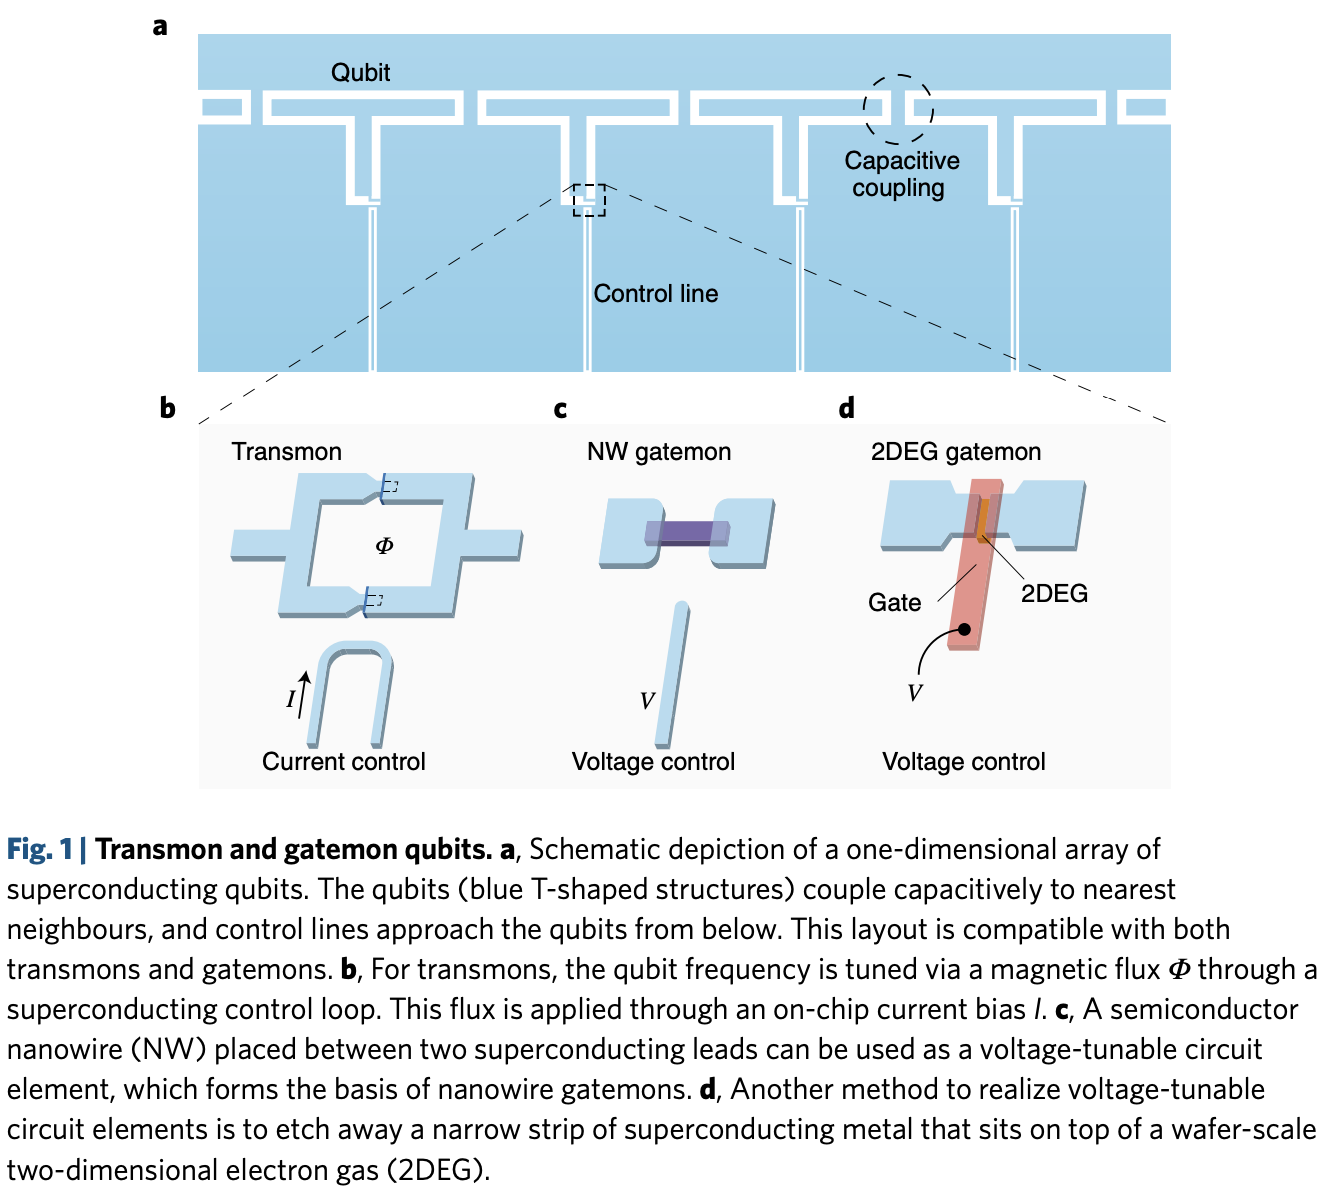 a
Qubit
Capacitive
coupling
Control line
b
c
d
Transmon
NW gatemon
2DEG gatemon
Φ
Gate
2DEG
I
V
V
Current control
Voltage control
Voltage control
Fig. 1 | Transmon and gatemon qubits. a, Schematic depiction of a one-dimensional array of
superconducting qubits. The qubits (blue T-shaped structures) couple capacitively to nearest
neighbours, and control lines approach the qubits from below. This layout is compatible with both
transmons and gatemons. b, For transmons, the qubit frequency is tuned via a magnetic flux Φ through a
superconducting control loop. This flux is applied through an on-chip current bias I. c, A semiconductor
nanowire (NW) placed between two superconducting leads can be used as a voltage-tunable circuit
element, which forms the basis of nanowire gatemons. d, Another method to realize voltage-tunable
circuit elements is to etch away a narrow strip of superconducting metal that sits on top of a wafer-scale
two-dimensional electron gas (2DEG).